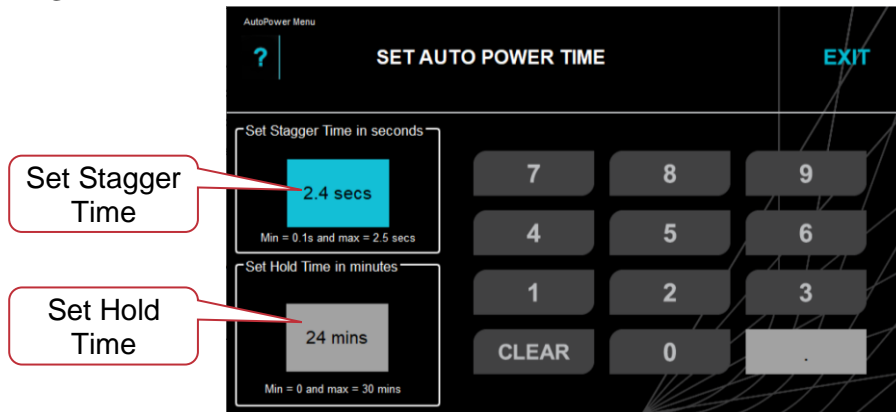 AutoPower Menu
?
SET AUTO POWER TIME
EXIT
Set Stagger Time in seconds
2.4 secs
Min = 0.1s and max = 2.5 secs
Set Hold Time in minutes
24 mins
Min = 0 and max = 30 mins
Set Stagger
Time
Set Hold
Time
7 8 9
4 5 6
1 2 3
CLEAR 0 .